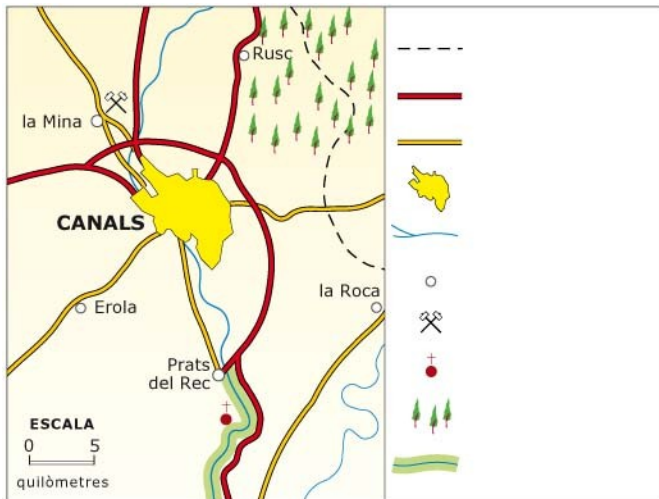 Rusc
la Mina
CANALS
la Roca
Erola
Prats
del Rec
ESCALA
0 5
quilòmetres